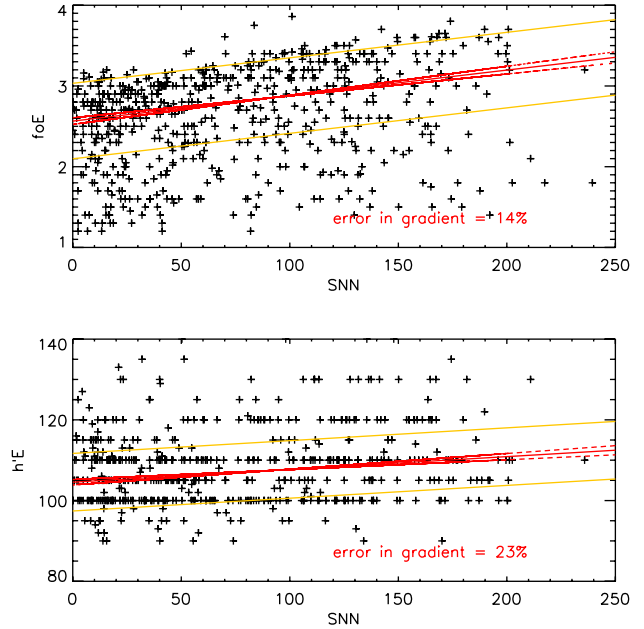 4
3
foE
2
error in gradient = 14%
1
0 50 100 150 200 250
SNN
140
120
h'E
100
error in gradient = 23%
80
0 50 100 150 200 250
SNN